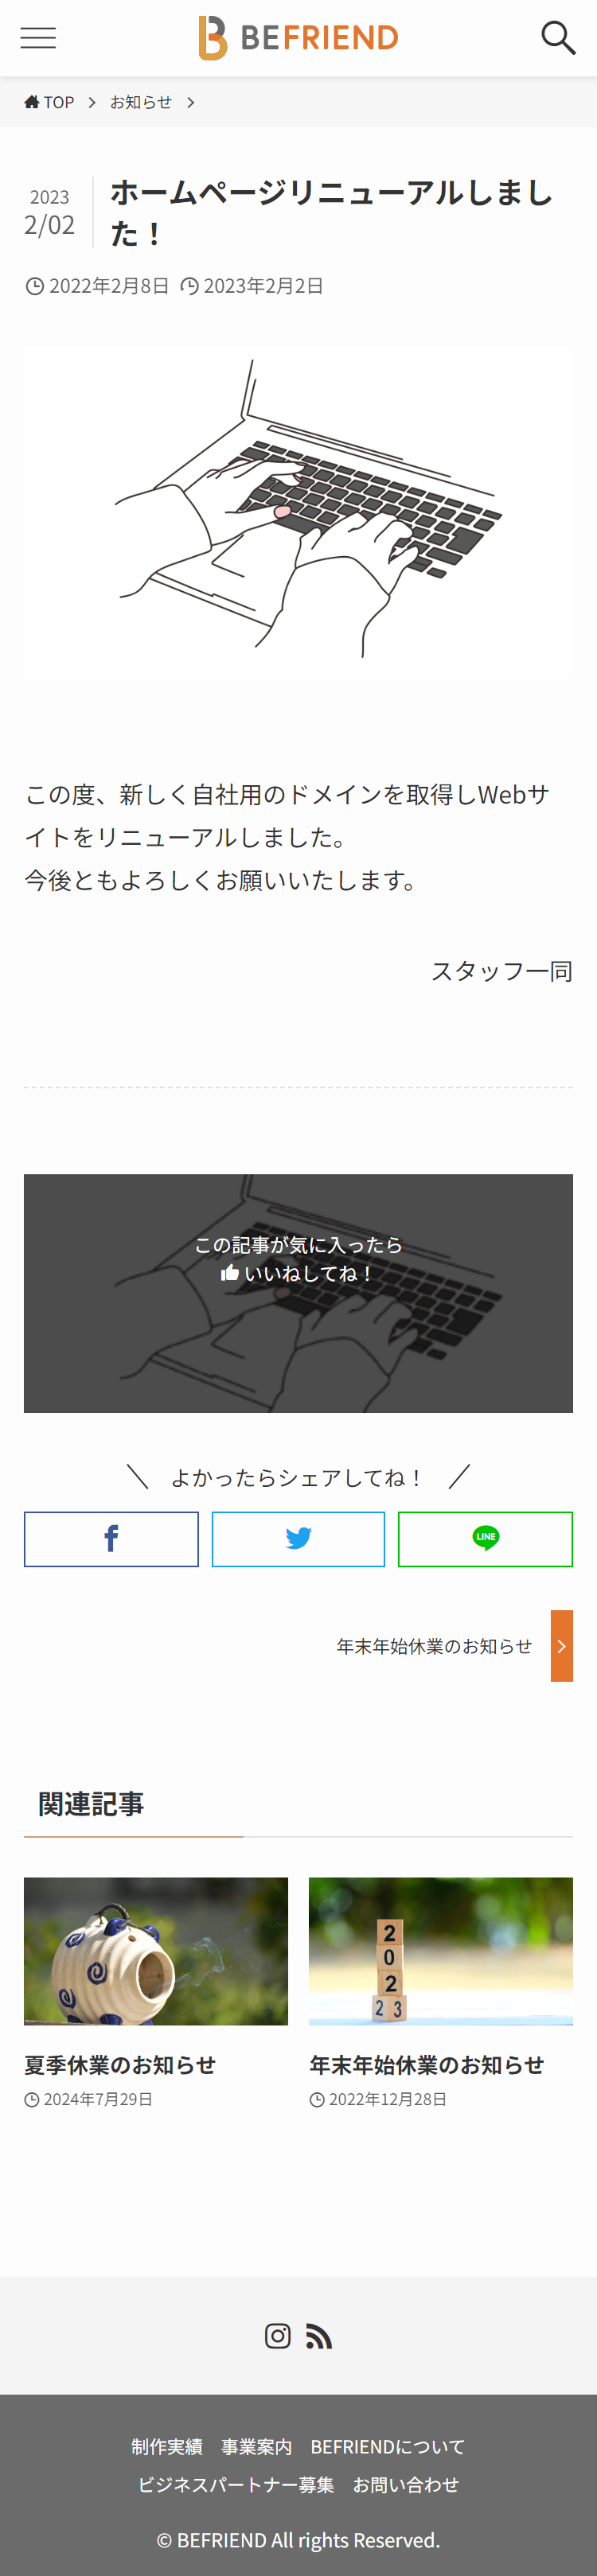 BEFRIEND
TOP お知らせ
2023
2/02
ホームページリニューアルしまし
た！
2022年2月8日 2023年2月2日
この度、新しく自社用のドメインを取得しWebサ
イトをリニューアルしました。
今後ともよろしくお願いいたします。
スタッフ一同
この記事が気に入ったら
いいねしてね！
よかったらシェアしてね！
LINE
年末年始休業のお知らせ
関連記事
2
0
2
2 3
夏季休業のお知らせ
2024年7月29日
年末年始休業のお知らせ
2022年12月28日
制作実績 事業案内 BEFRIENDについて
ビジネスパートナー募集 お問い合わせ
© BEFRIEND All rights Reserved.